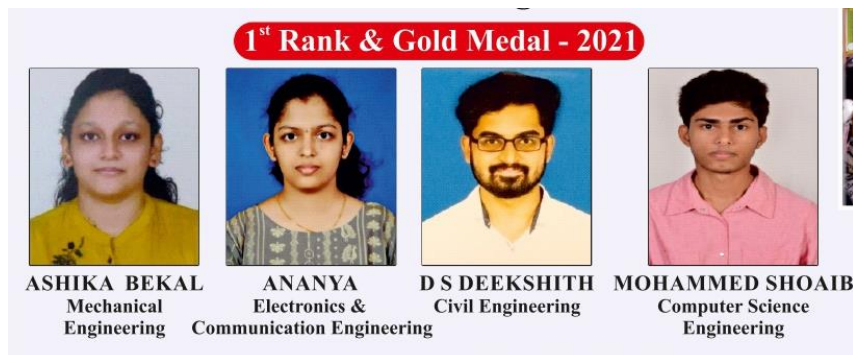 1st Rank & Gold Medal - 2021
ASHIKA BEKAL
Mechanical
Engineering
ANANYA
Electronics &
Communication Engineering
D S DEEKSHITH
Civil Engineering
MOHAMMED SHOAIB
Computer Science
Engineering